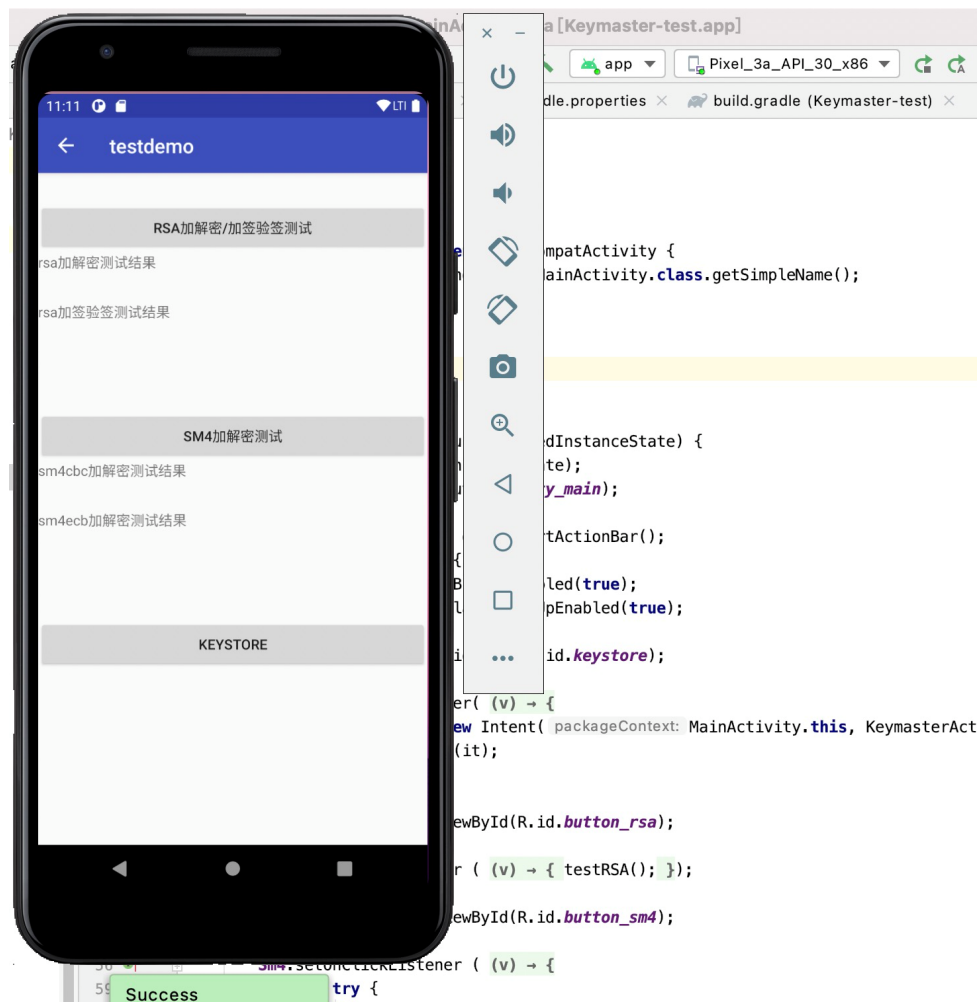 a [Keymaster-test.app]
app
Pixel_3a_API_30_x86
dle.properties
build.gradle (Keymaster-test)
11:11
LTI
testdemo
RSA加解密/加签验签测试
rsa加解密测试结果
rsa加签验签测试结果
SM4加解密测试
sm4cbc加解密测试结果
sm4ecb加解密测试结果
KEYSTORE
mpatActivity {
MainActivity.class.getSimpleName();
dInstanceState) {
te);
y_main);
tActionBar();
{
led(true);
pEnabled(true);
id.keystore);
er( (v) → {
ew Intent( packageContext: MainActivity.this, KeymasterAct
(it);
ewById(R.id.button_rsa);
r ( (v) → { testRSA(); });
ewById(R.id.button_sm4);
Sm4.setOnClickListener ( (v) → {
59
try {
Success